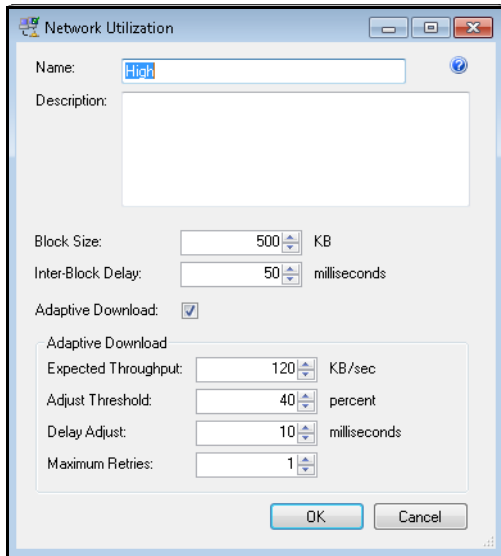 Network Utilization
Name: High
Description:
Block Size: 500 KB
Inter-Block Delay: 50 milliseconds
Adaptive Download:
Adaptive Download
Expected Throughput: 120 KB/sec
Adjust Threshold: 40 percent
Delay Adjust: 10 milliseconds
Maximum Retries: 1
OK Cancel